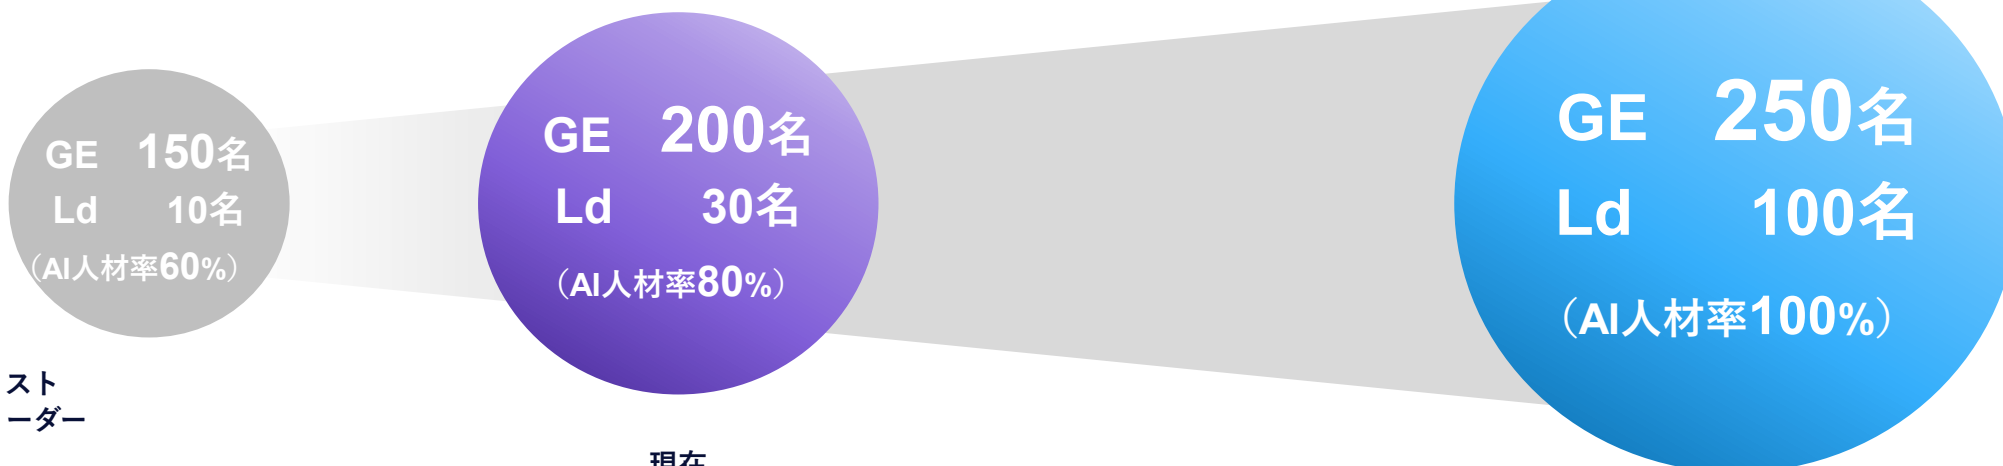 GE 150名
Ld 10名
（AI人材率60%）
GE 200名
Ld 30名
（AI人材率80%）
GE 250名
Ld 100名
（AI人材率100%）
スト
ーダー
現在